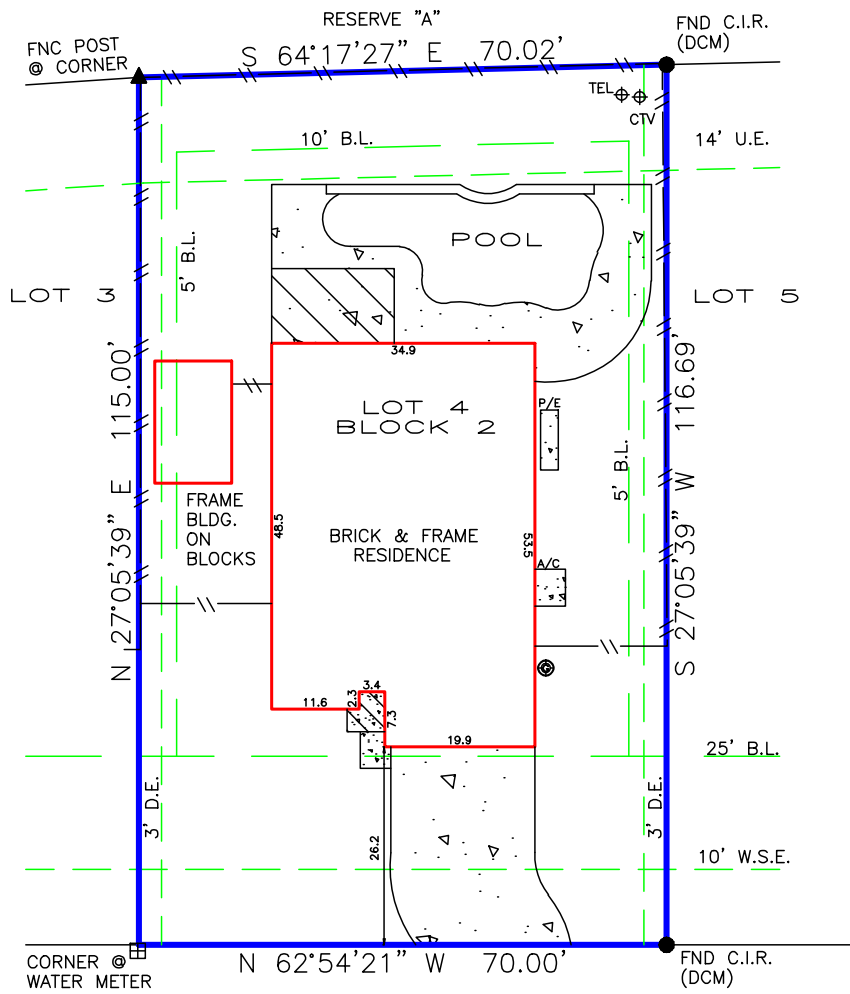 RESERVE "A"
FND C.I.R.
(DCM)
FNC POST
@ CORNER
S 64°17'27" E 70.02'
TEL
CTV
10' B.L.
14' U.E.
5' B.L.
POOL
LOT 3
LOT 5
34.9
N 27°05'39" E 115.00'
S 27°05'39" W 116.69'
LOT 4
BLOCK 2
P/E
5' B.L.
FRAME
BLDG.
ON
BLOCKS
48.5
BRICK & FRAME
RESIDENCE
53.5
A/C
3.4
2.3
11.6
7.3
19.9
25' B.L.
3' D.E.
3' D.E.
26.2
10' W.S.E.
CORNER @
WATER METER
N 62°54'21" W 70.00'
FND C.I.R.
(DCM)